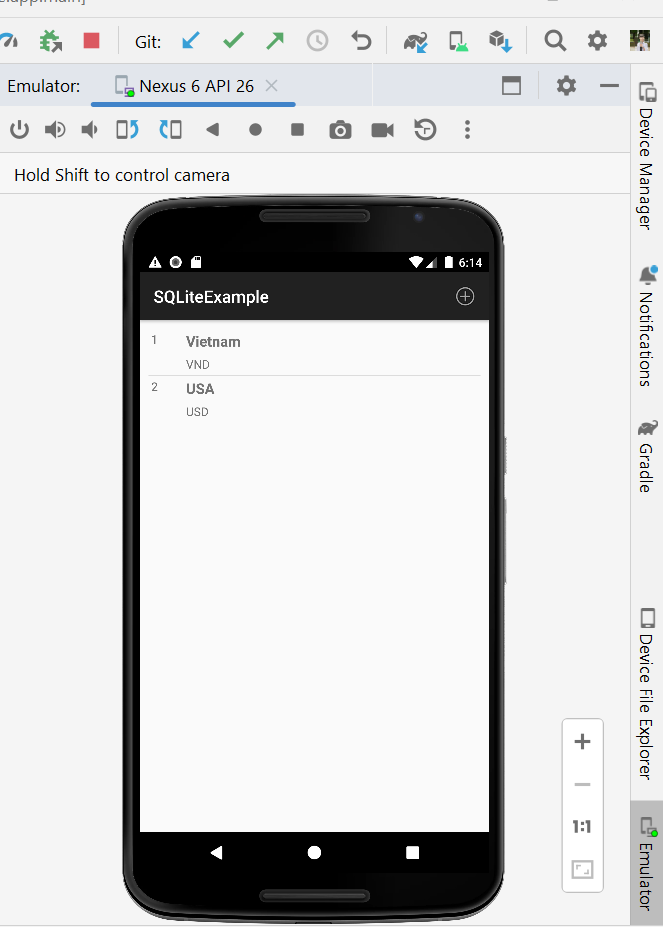 Git:
Emulator:
Nexus 6 API 26
Hold Shift to control camera
6:14
SQLiteExample
1
Vietnam
VND
2
USA
USD
1:1
Device Manager
Notifications
Gradle
Device File Explorer
Emulator